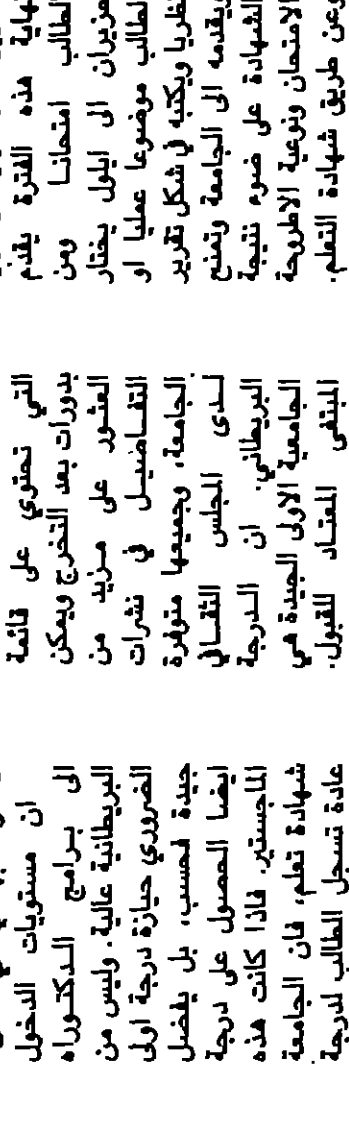 نهاية هذه الفترة يقدم
الطالب امتحانا ومن
حزيران الى ايلول يختار
الطالب موضوعا عمليا او
نظريا ويكتبه في شكل تقرير
ويقدمه الى الجامعة وتمنح
الشهادة على ضوء نتيجة
الامتحان ونوعية الاطروحة
وعن طريق شهادة التعلم.
التي تحتوي على قائمة
بدورات بعد التخرج ويمكن
العثور على مزيد من
التفاصيل في نشرات
الجامعة، وجميعها متوفرة
لدى المجلس الثقافي
البريطاني. ان الدرجة
الجامعية الاولى الجيدة هي
المبتغى المعتاد للقبول.
ان مستويات الدخول
الى برامج الدكتوراه
البريطانية عالية. وليس من
الضروري حيازة درجة اولى
جيدة فحسب، بل يفضل
ايضا الحصول على درجة
الماجستير. فاذا كانت هذه
شهادة تعلم، فان الجامعة
عادة تسجل الطالب لدرجة